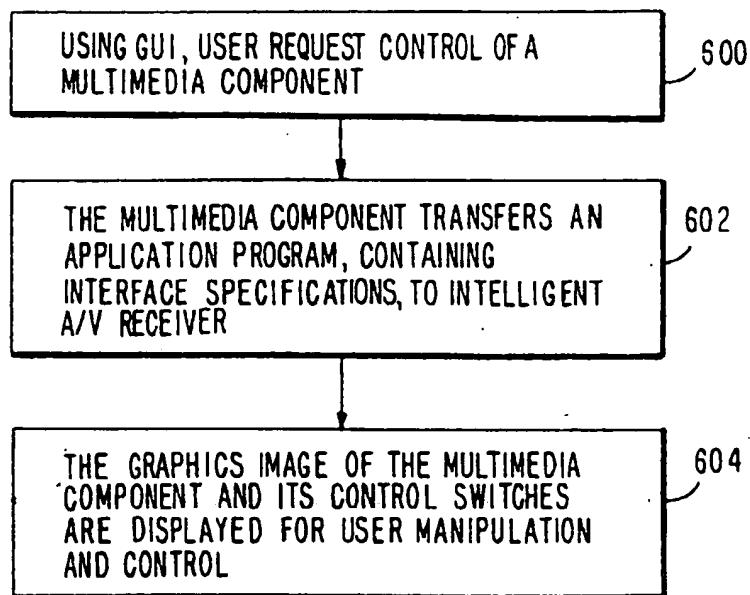 USING GUI, USER REQUEST CONTROL OF A
MULTIMEDIA COMPONENT
600
THE MULTIMEDIA COMPONENT TRANSFERS AN
APPLICATION PROGRAM, CONTAINING
INTERFACE SPECIFICATIONS, TO INTELLIGENT
A/V RECEIVER
602
THE GRAPHICS IMAGE OF THE MULTIMEDIA
COMPONENT AND ITS CONTROL SWITCHES
ARE DISPLAYED FOR USER MANIPULATION
AND CONTROL
604